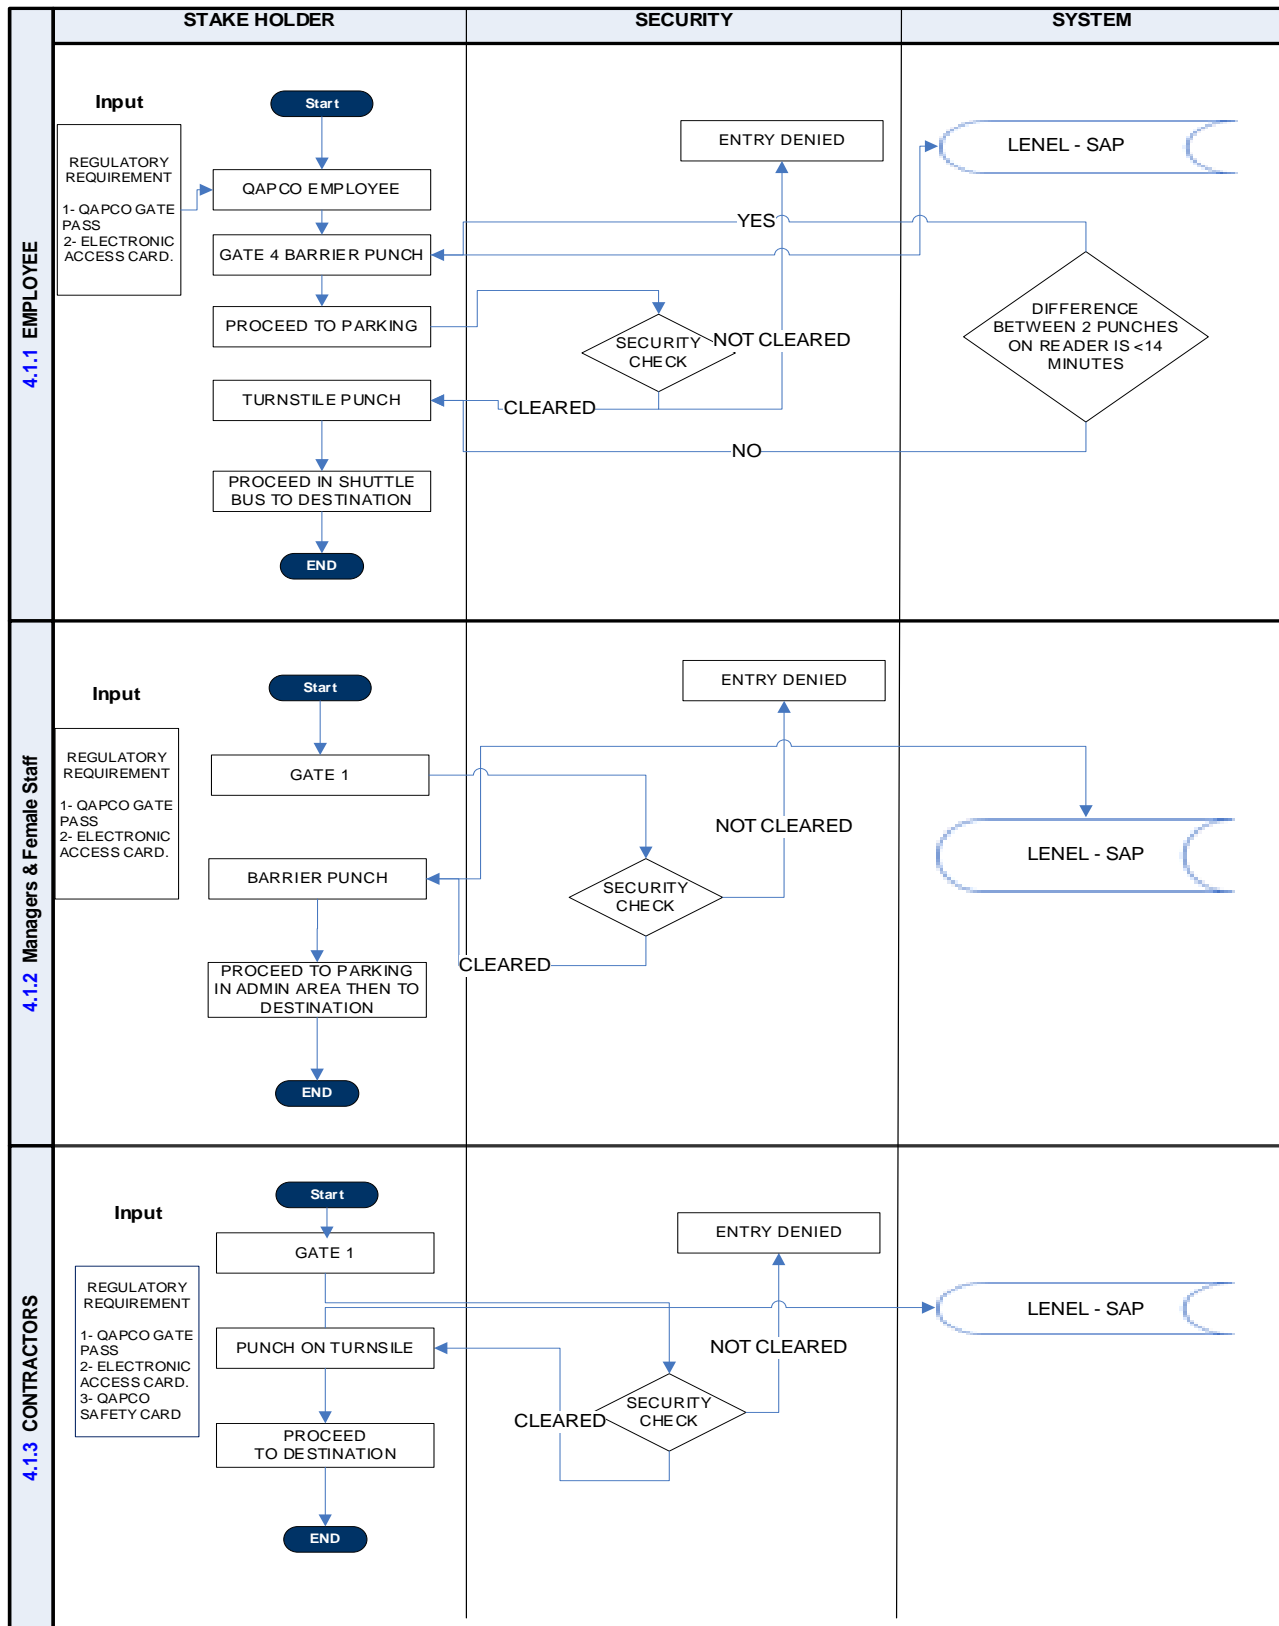 STAKE HOLDER
SECURITY
SYSTEM
4.1.1 EMPLOYEE
Input
REGULATORY
REQUIREMENT
1- QAPCO GATE
PASS
2- ELECTRONIC
ACCESS CARD.
Start
QAPCO EMPLOYEE
GATE 4 BARRIER PUNCH
PROCEED TO PARKING
TURNSTILE PUNCH
PROCEED IN SHUTTLE
BUS TO DESTINATION
END
ENTRY DENIED
YES
SECURITY
CHECK
NOT CLEARED
CLEARED
NO
LENEL - SAP
DIFFERENCE
BETWEEN 2 PUNCHES
ON READER IS <14
MINUTES
4.1.2 Managers & Female Staff
Input
REGULATORY
REQUIREMENT
1- QAPCO GATE
PASS
2- ELECTRONIC
ACCESS CARD.
Start
GATE 1
BARRIER PUNCH
PROCEED TO PARKING
IN ADMIN AREA THEN TO
DESTINATION
END
ENTRY DENIED
NOT CLEARED
SECURITY
CHECK
CLEARED
LENEL - SAP
4.1.3 CONTRACTORS
Input
REGULATORY
REQUIREMENT
1- QAPCO GATE
PASS
2- ELECTRONIC
ACCESS CARD.
3- QAPCO
SAFETY CARD
Start
GATE 1
PUNCH ON TURNSILE
PROCEED
TO DESTINATION
END
ENTRY DENIED
NOT CLEARED
SECURITY
CHECK
CLEARED
LENEL - SAP